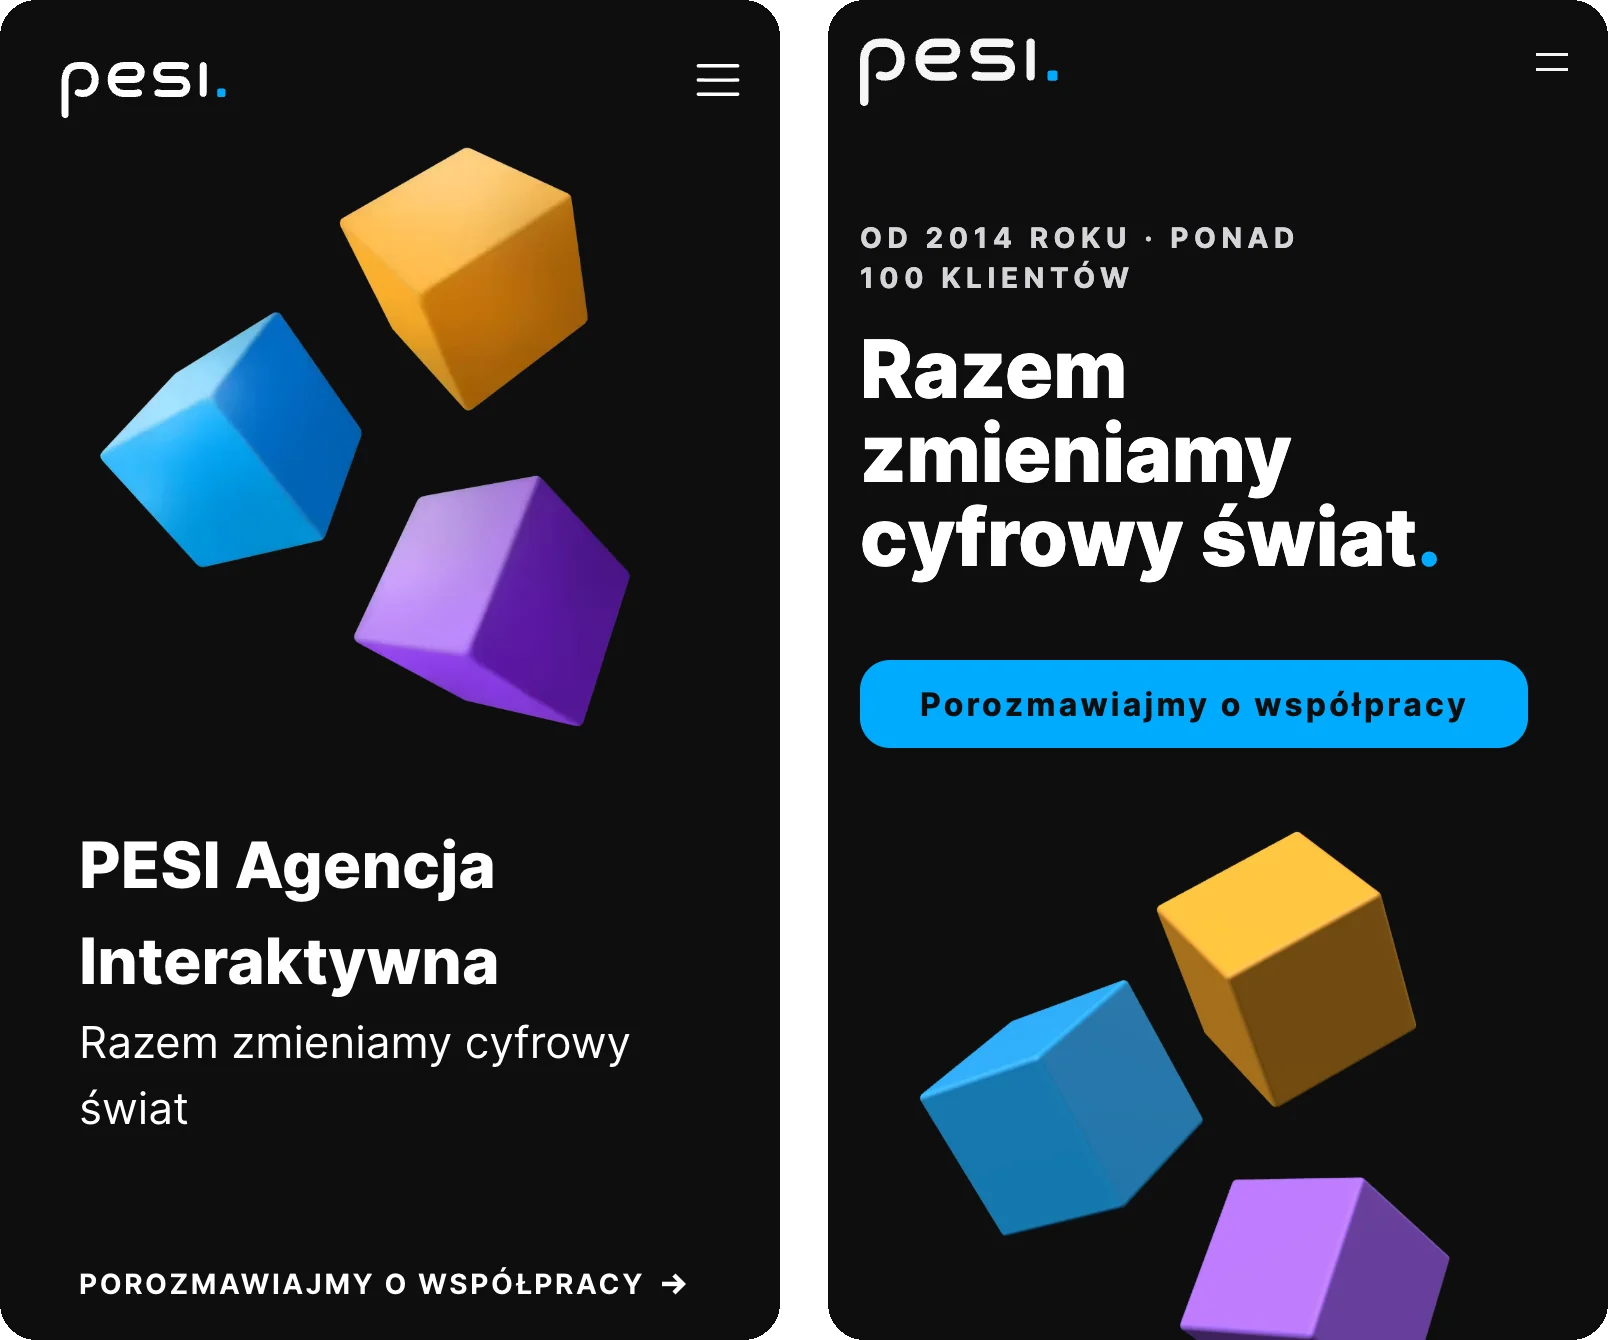 pesi.
PESI Agencja
Interaktywna
Razem zmieniamy cyfrowy
świat
POROZMAWIAJMY O WSPÓŁPRACY →
pesi.
OD 2014 ROKU · PONAD
100 KLIENTÓW
Razem
zmieniamy
cyfrowy świat.
Porozmawiajmy o współpracy